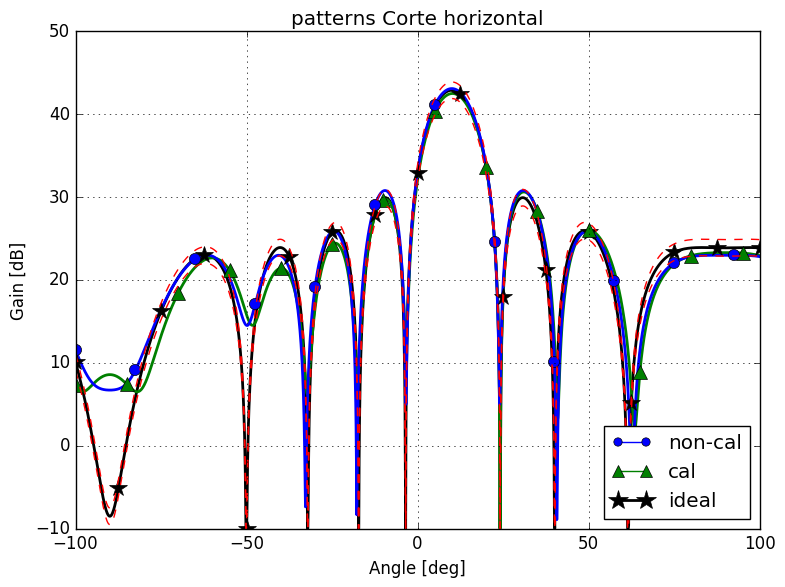 patterns Corte horizontal
50
40
30
20
10
0
−10
Gain [dB]
−100
−50
0
50
100
Angle [deg]
non-cal
cal
ideal